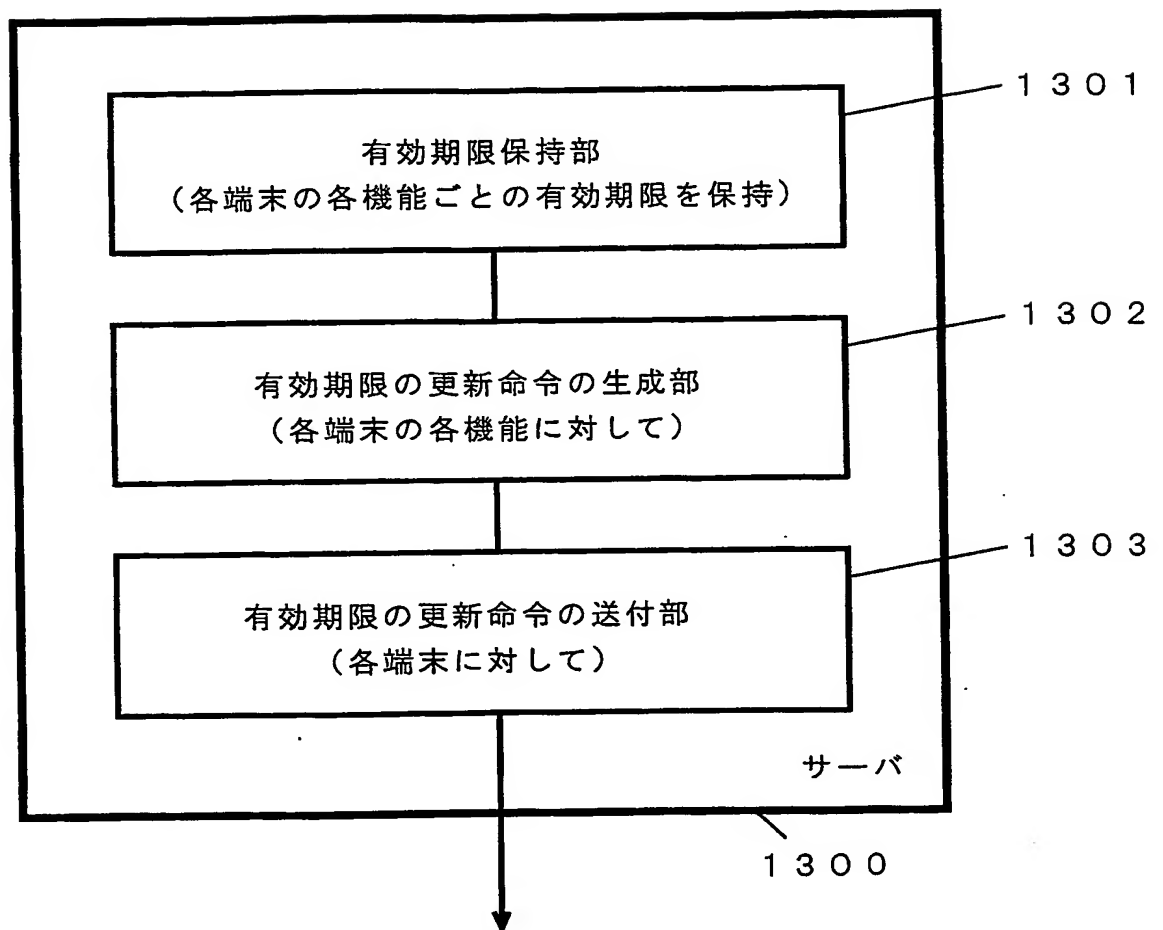 1301
有効期限保持部
(各端末の各機能ごとの有効期限を保持)
1302
有効期限の更新命令の生成部
(各端末の各機能に対して)
1303
有効期限の更新命令の送付部
(各端末に対して)
サーバ
1300